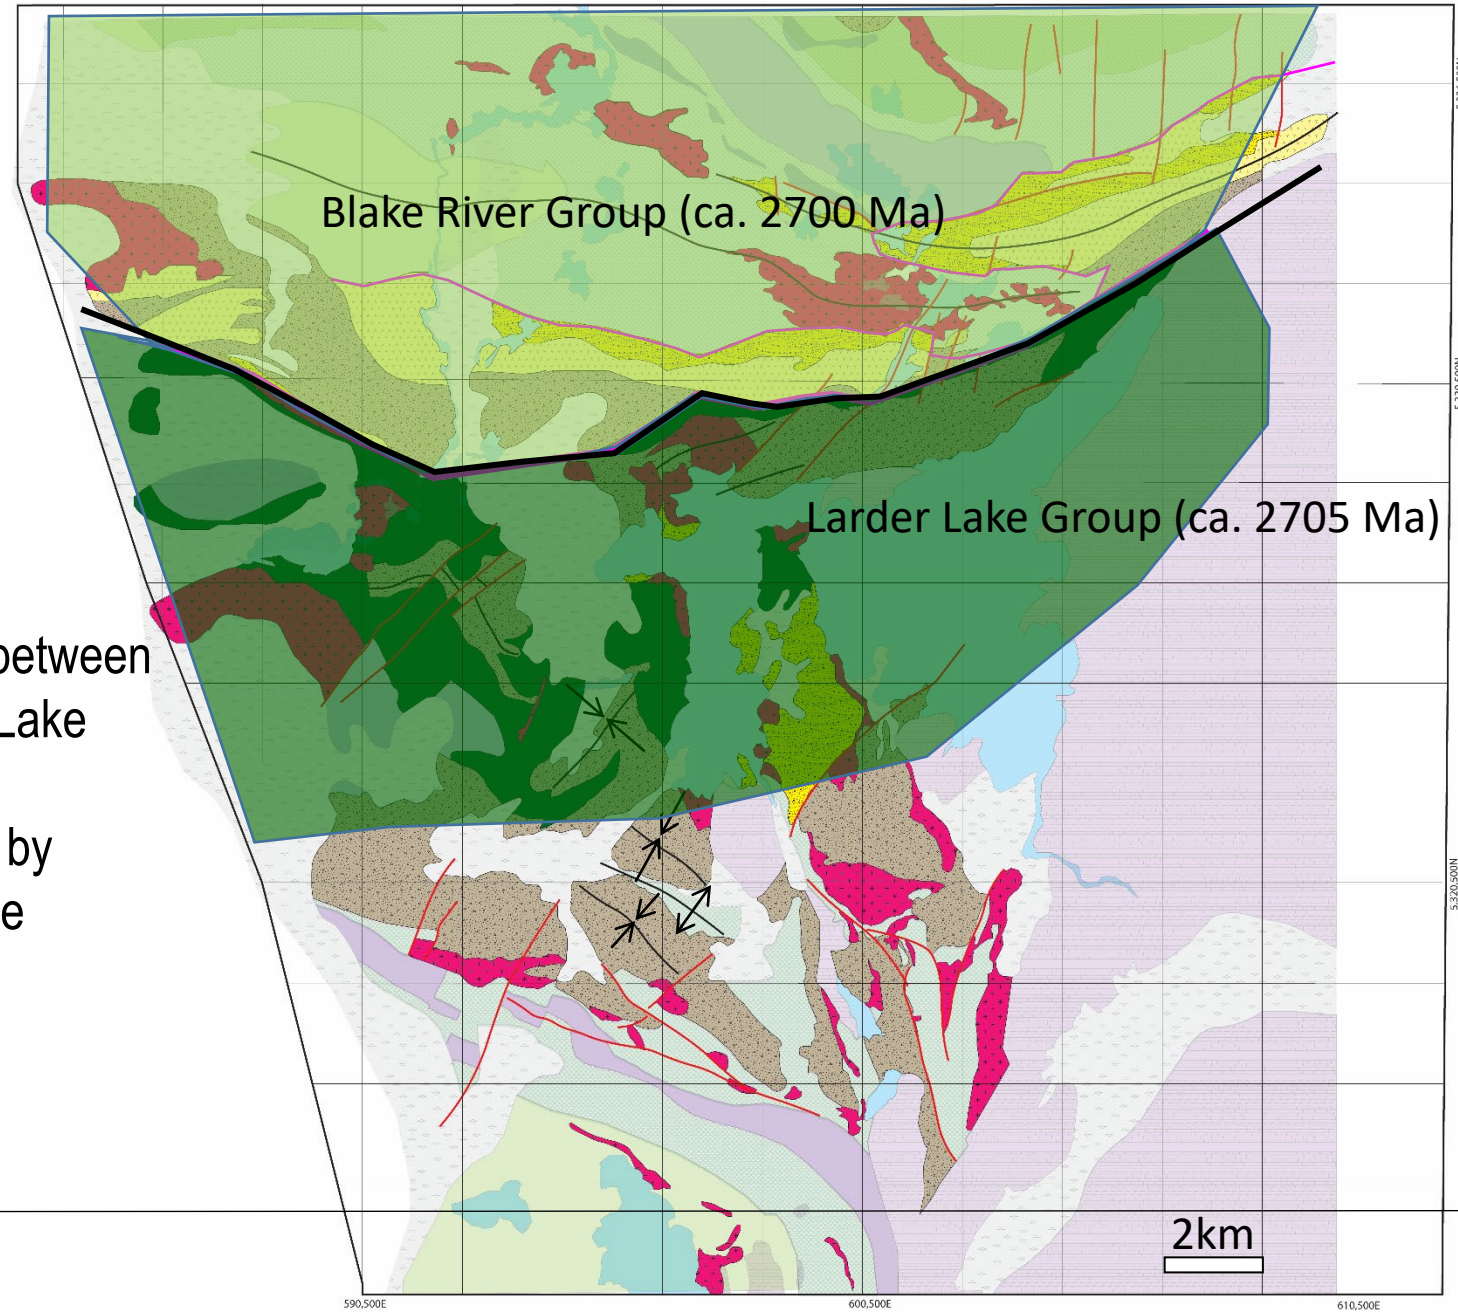 Blake River Group (ca. 2700 Ma)
Larder Lake Group (ca. 2705 Ma)
between
Lake
by
2km
5,320,500N
590,500E
600,500E
610,500E